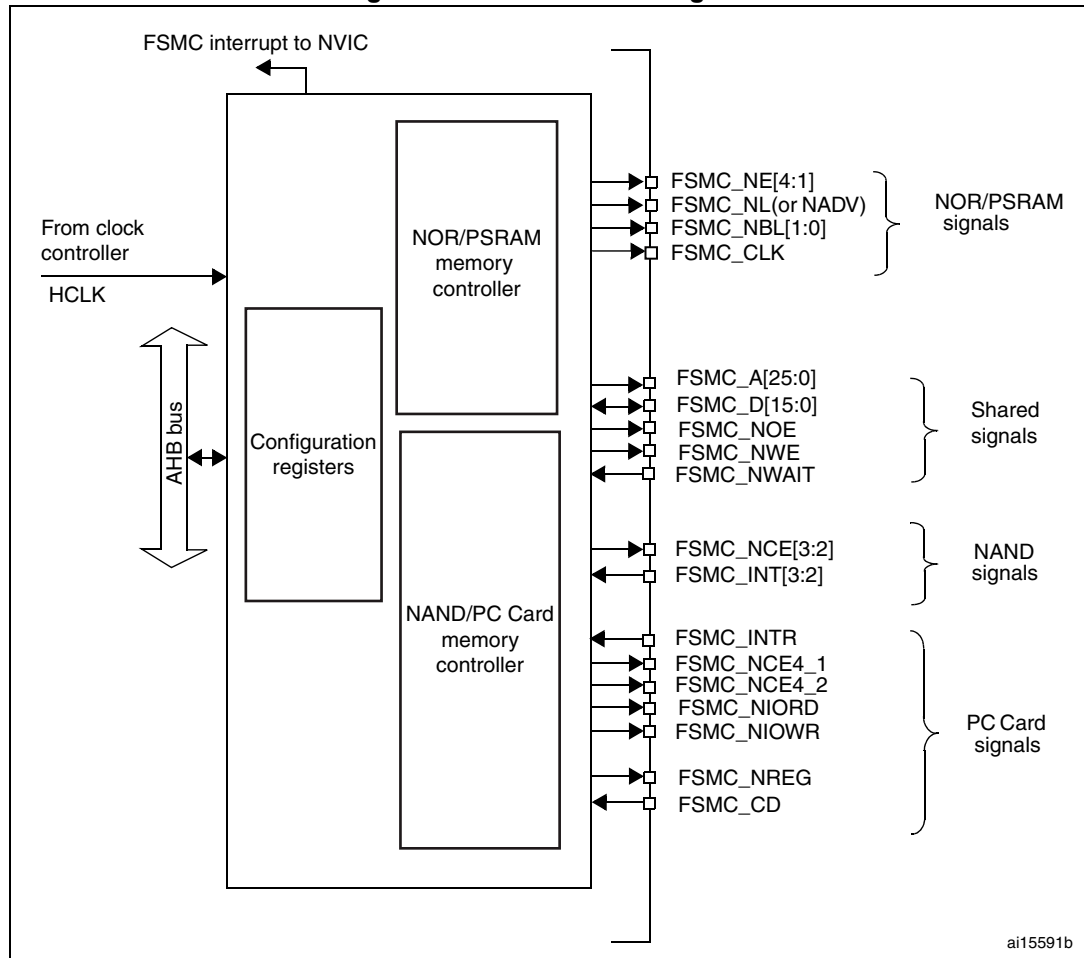 FSMC interrupt to NVIC
From clock
controller
HCLK
AHB bus
Configuration
registers
NOR/PSRAM
memory
controller
NAND/PC Card
memory
controller
FSMC_NE[4:1]
FSMC_NL(or NADV)
FSMC_NBL[1:0]
FSMC_CLK
NOR/PSRAM
signals
FSMC_A[25:0]
FSMC_D[15:0]
FSMC_NOE
FSMC_NWE
FSMC_NWAIT
Shared
signals
FSMC_NCE[3:2]
FSMC_INT[3:2]
NAND
signals
FSMC_INTR
FSMC_NCE4_1
FSMC_NCE4_2
FSMC_NIORD
FSMC_NIOWR
FSMC_NREG
FSMC_CD
PC Card
signals
ai15591b